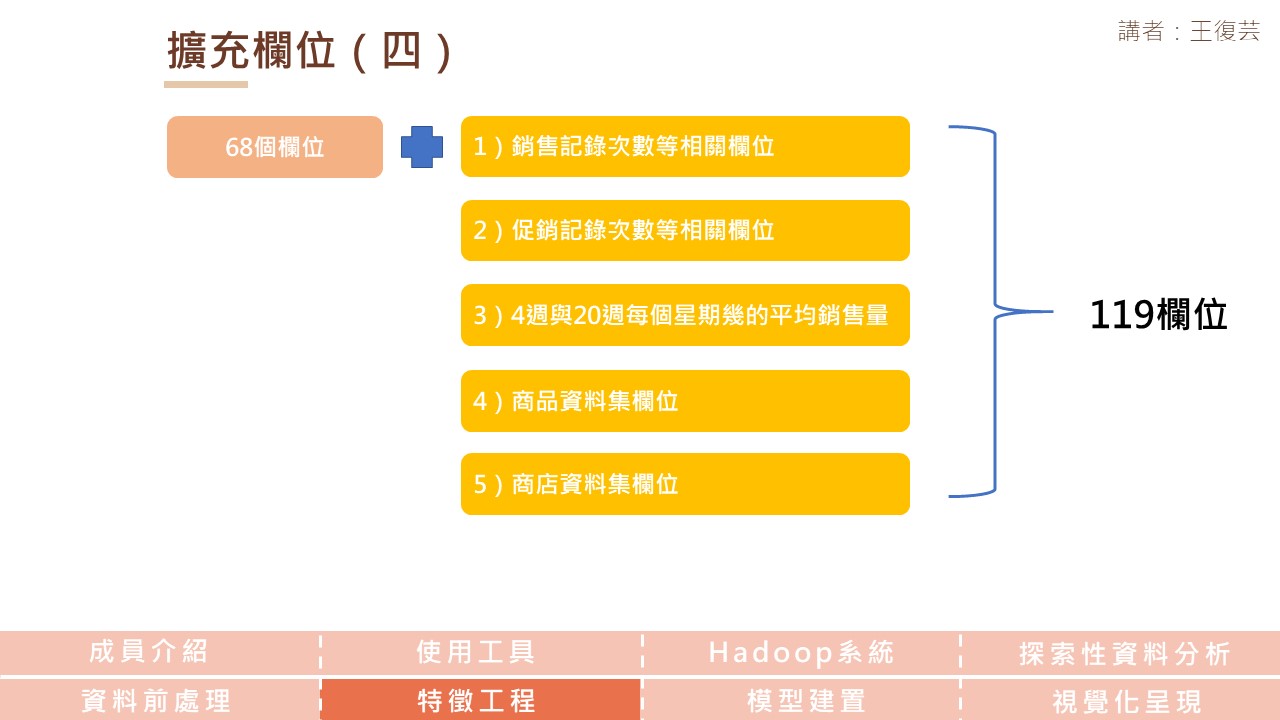 擴充欄位（四）
講者：王復芸
68個欄位
1）銷售記錄次數等相關欄位
2）促銷記錄次數等相關欄位
3）4週與20週每個星期幾的平均銷售量
4）商品資料集欄位
5）商店資料集欄位
119欄位
成員介紹
使用工具
Hadoop系統
探索性資料分析
資料前處理
特徵工程
模型建置
視覺化呈現